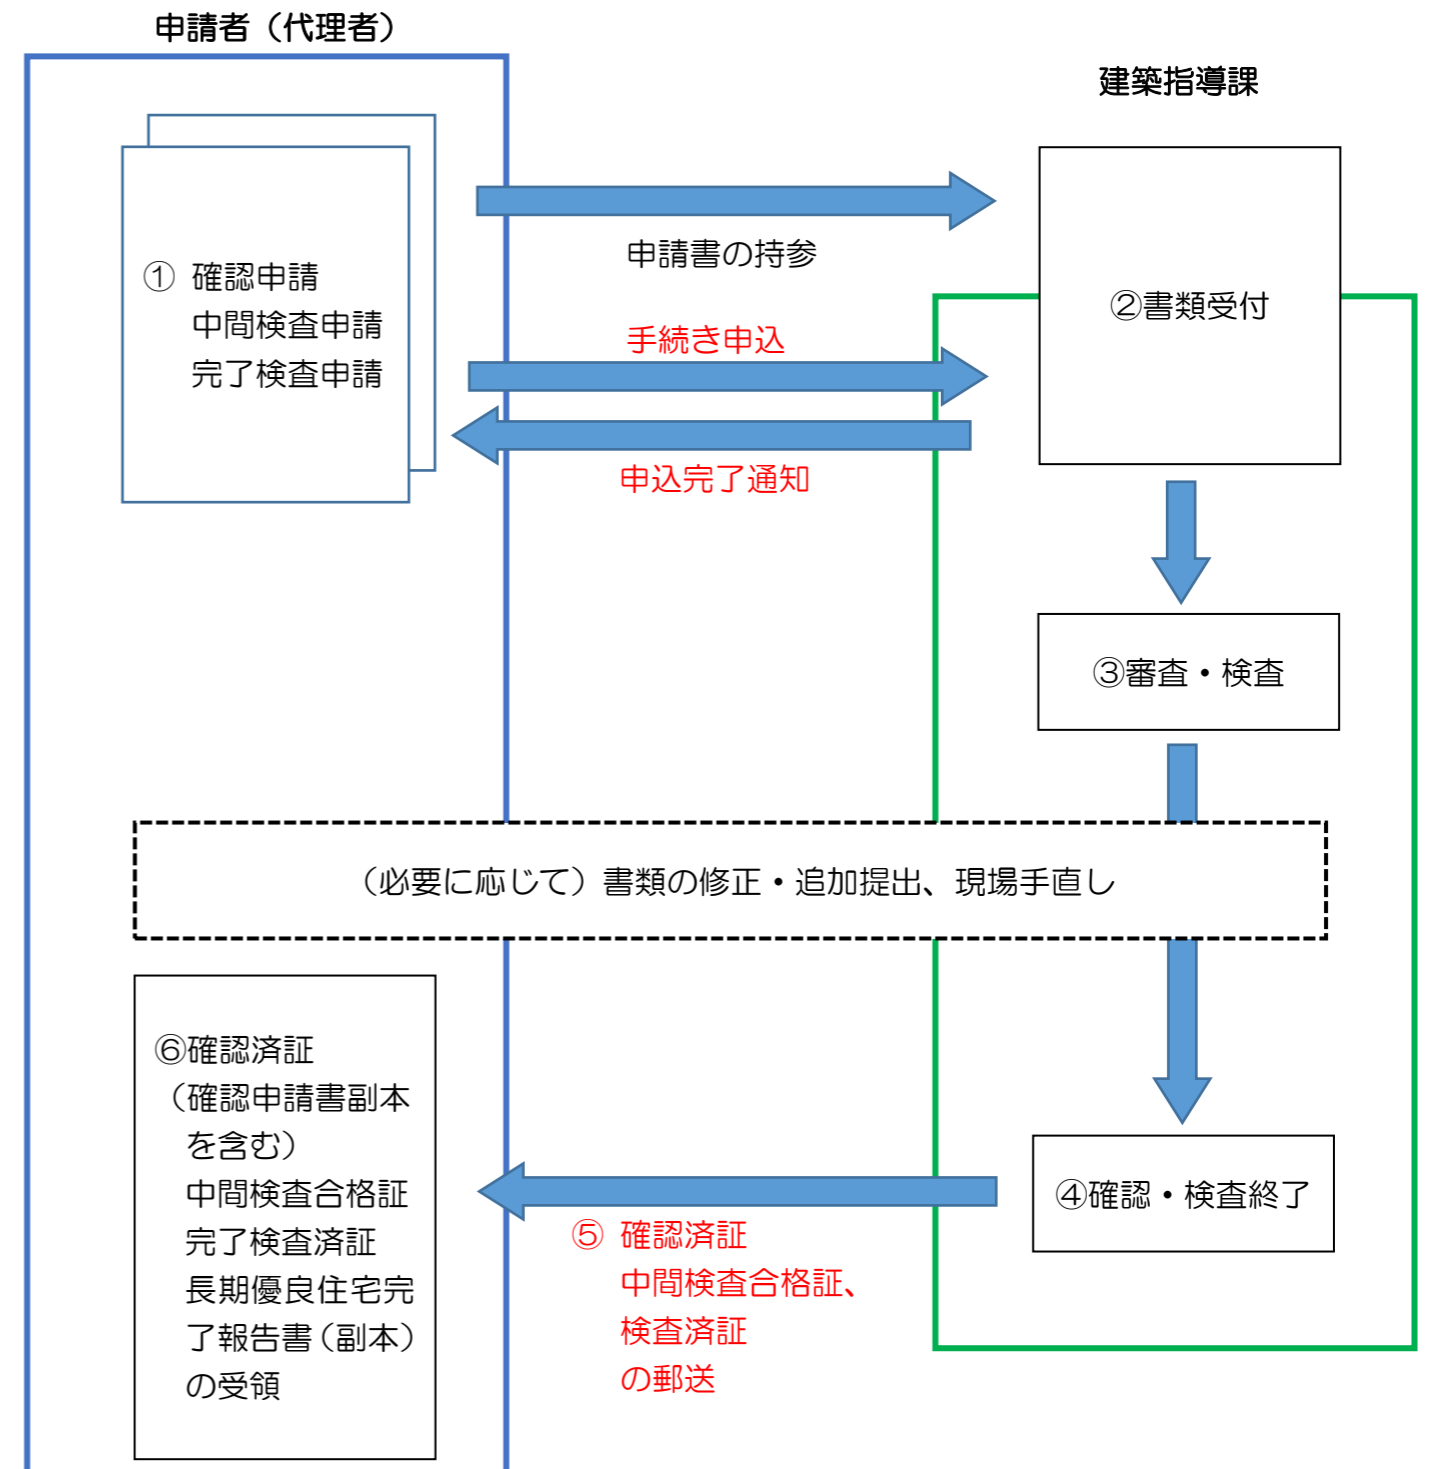 申請者（代理者）
建築指導課
① 確認申請
中間検査申請
完了検査申請
申請書の持参
②書類受付
手続き申込
申込完了通知
③審査・検査
（必要に応じて）書類の修正・追加提出、現場手直し
④確認・検査終了
⑤ 確認済証
中間検査合格証、
検査済証
の郵送
⑥確認済証
（確認申請書副本
を含む）
中間検査合格証
完了検査済証
長期優良住宅完
了報告書（副本）
の受領